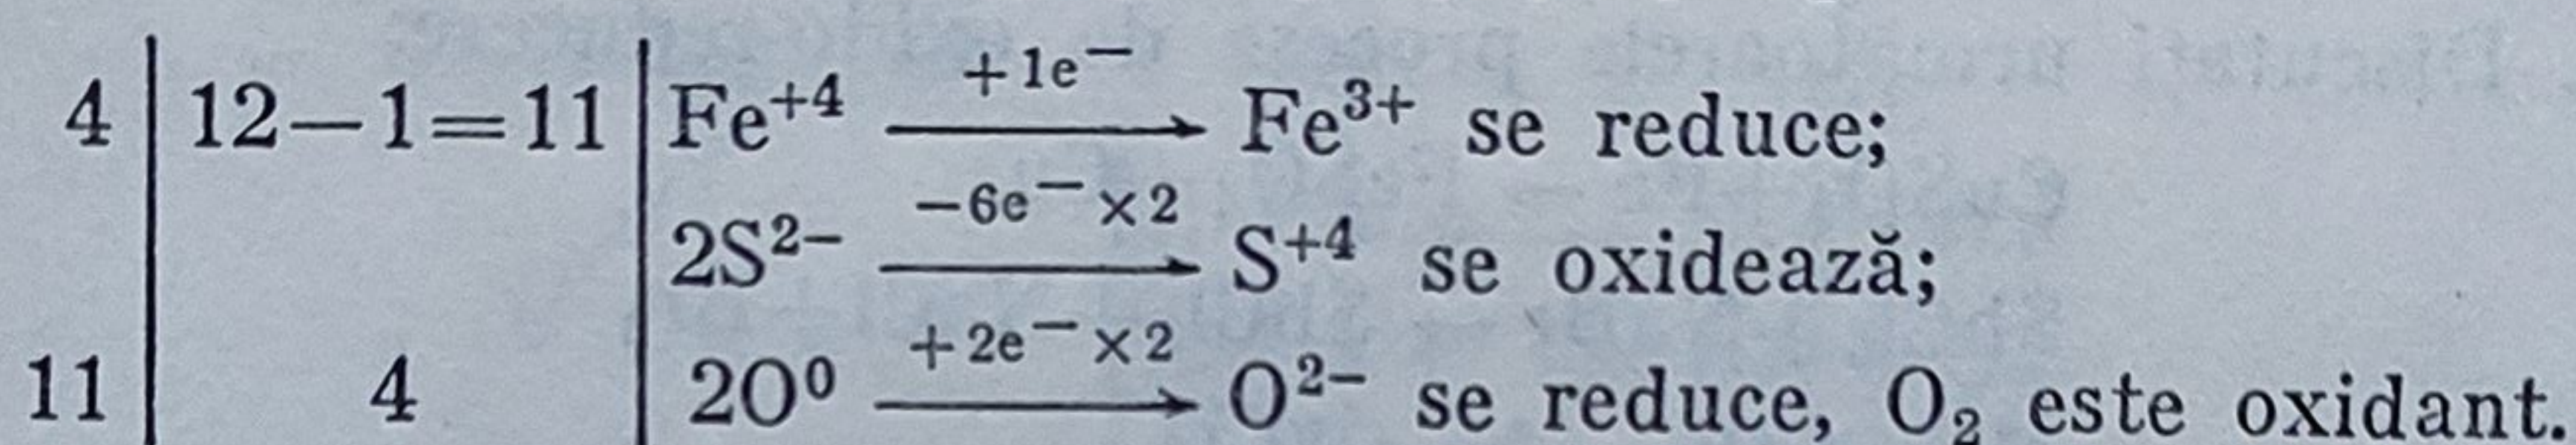 4 | 12−1=11 | Fe⁺⁴ +1e⁻ → Fe³⁺ se reduce;
2S²⁻ −6e⁻×2 → S⁺⁴ se oxidează;
11 | 4 | 2O⁰ +2e⁻×2 → O²⁻ se reduce, O₂ este oxidant.